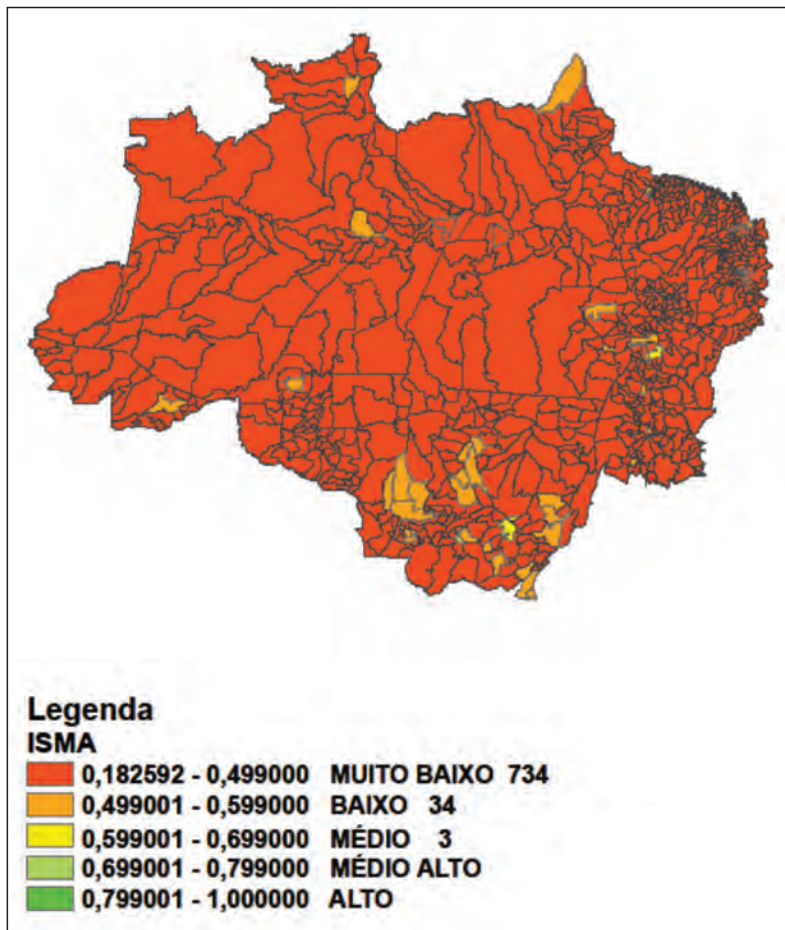 Legenda
ISMA
0,182592 - 0,499000 MUITO BAIXO 734
0,499001 - 0,599000 BAIXO 34
0,599001 - 0,699000 MÉDIO 3
0,699001 - 0,799000 MÉDIO ALTO
0,799001 - 1,000000 ALTO